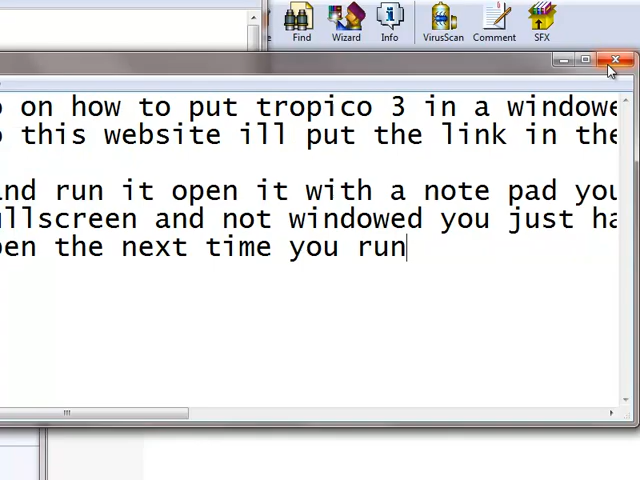 Find Wizard Info VirusScan Comment SFX
on how to put tropico 3 in a windowe
this website ill put the link in the
nd run it open it with a note pad you
llscreen and not windowed you just ha
en the next time you run